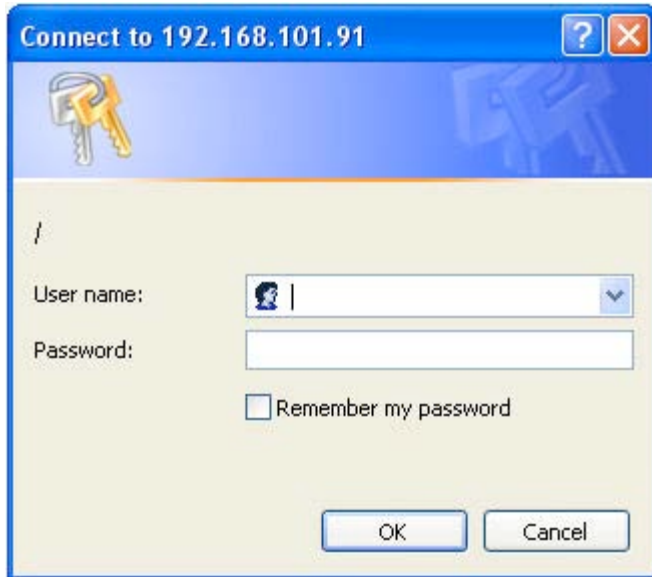 Connect to 192.168.101.91
?
/
User name:
Password:
Remember my password
OK
Cancel